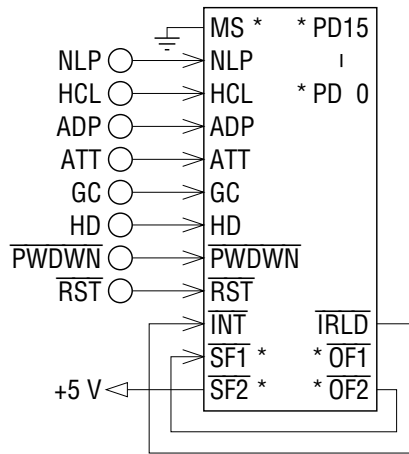 MS * * PD15
NLP NLP ı
HCL HCL * PD 0
ADP ADP
ATT ATT
GC GC
HD HD
PWDWN PWDWN
RST RST
INT IRLD
SF1 * * OF1
+5 V SF2 * * OF2